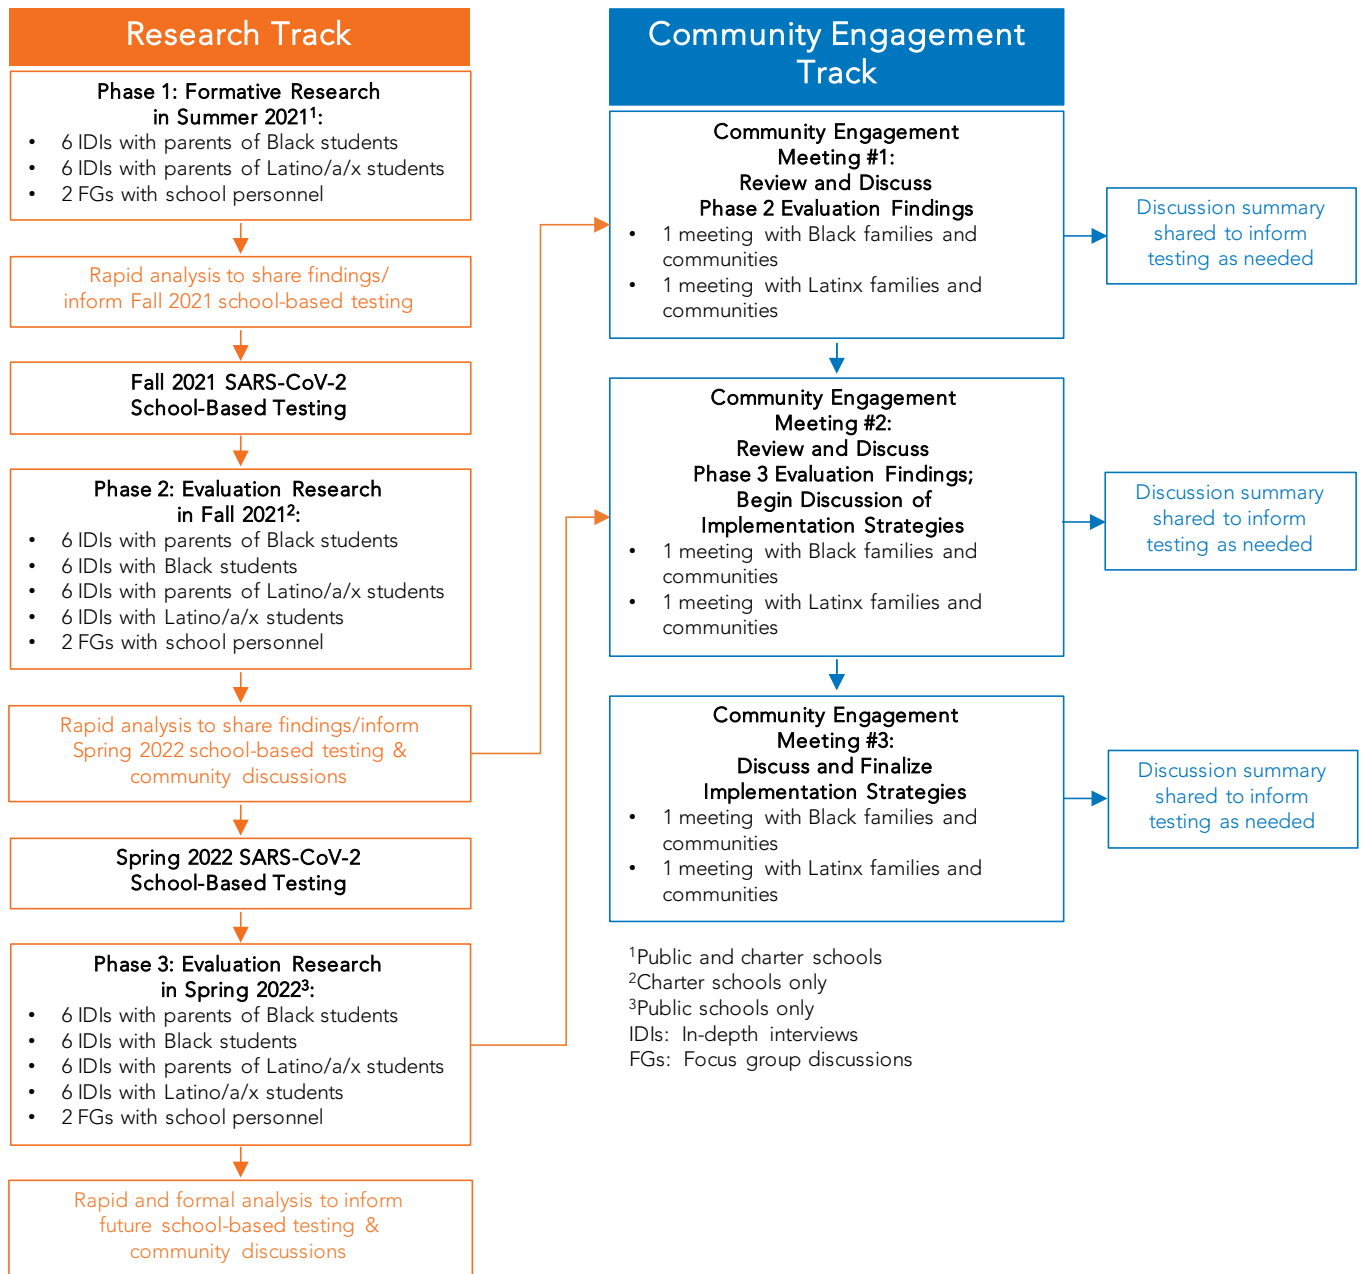 Research Track
Phase 1: Formative Research
in Summer 2021¹:
• 6 IDIs with parents of Black students
• 6 IDIs with parents of Latino/a/x students
• 2 FGs with school personnel
Rapid analysis to share findings/
inform Fall 2021 school-based testing
Fall 2021 SARS-CoV-2
School-Based Testing
Phase 2: Evaluation Research
in Fall 2021²:
• 6 IDIs with parents of Black students
• 6 IDIs with Black students
• 6 IDIs with parents of Latino/a/x students
• 6 IDIs with Latino/a/x students
• 2 FGs with school personnel
Rapid analysis to share findings/inform
Spring 2022 school-based testing &
community discussions
Spring 2022 SARS-CoV-2
School-Based Testing
Phase 3: Evaluation Research
in Spring 2022³:
• 6 IDIs with parents of Black students
• 6 IDIs with Black students
• 6 IDIs with parents of Latino/a/x students
• 6 IDIs with Latino/a/x students
• 2 FGs with school personnel
Rapid and formal analysis to inform
future school-based testing &
community discussions
Community Engagement
Track
Community Engagement
Meeting #1:
Review and Discuss
Phase 2 Evaluation Findings
• 1 meeting with Black families and
communities
• 1 meeting with Latinx families and
communities
Discussion summary
shared to inform
testing as needed
Community Engagement
Meeting #2:
Review and Discuss
Phase 3 Evaluation Findings;
Begin Discussion of
Implementation Strategies
• 1 meeting with Black families and
communities
• 1 meeting with Latinx families and
communities
Discussion summary
shared to inform
testing as needed
Community Engagement
Meeting #3:
Discuss and Finalize
Implementation Strategies
• 1 meeting with Black families and
communities
• 1 meeting with Latinx families and
communities
Discussion summary
shared to inform
testing as needed
¹Public and charter schools
²Charter schools only
³Public schools only
IDIs: In-depth interviews
FGs: Focus group discussions